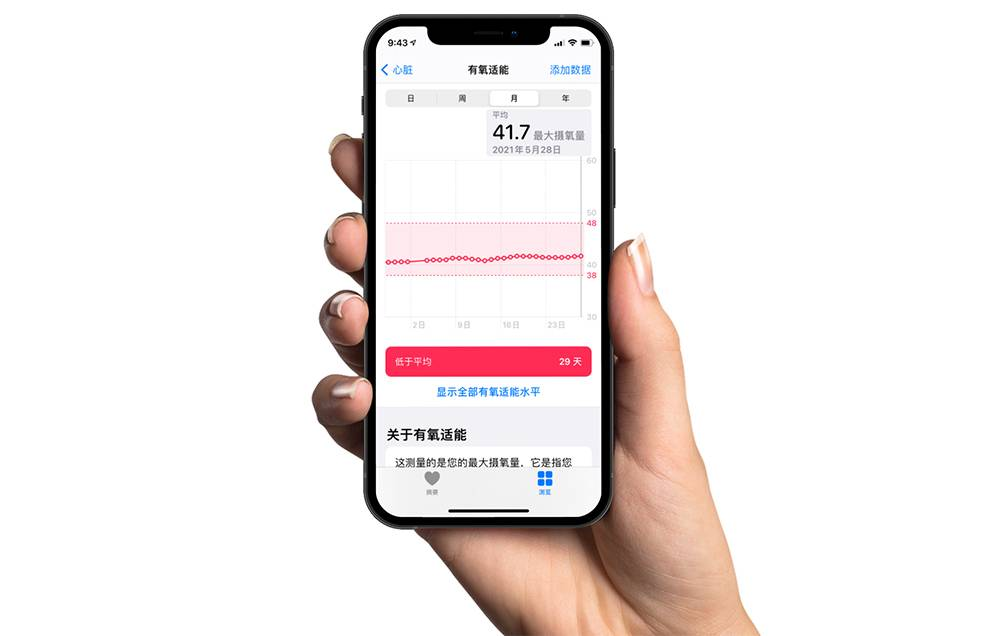 9:43
心脏
有氧适能
添加数据
日
周
月
年
平均
41.7 最大摄氧量
2021年5月28日
60
50
48
40
38
30
2日
9日
16日
23日
低于平均
29 天
显示全部有氧适能水平
关于有氧适能
这测量的是您的最大摄氧量，它是指您
摘要
浏览